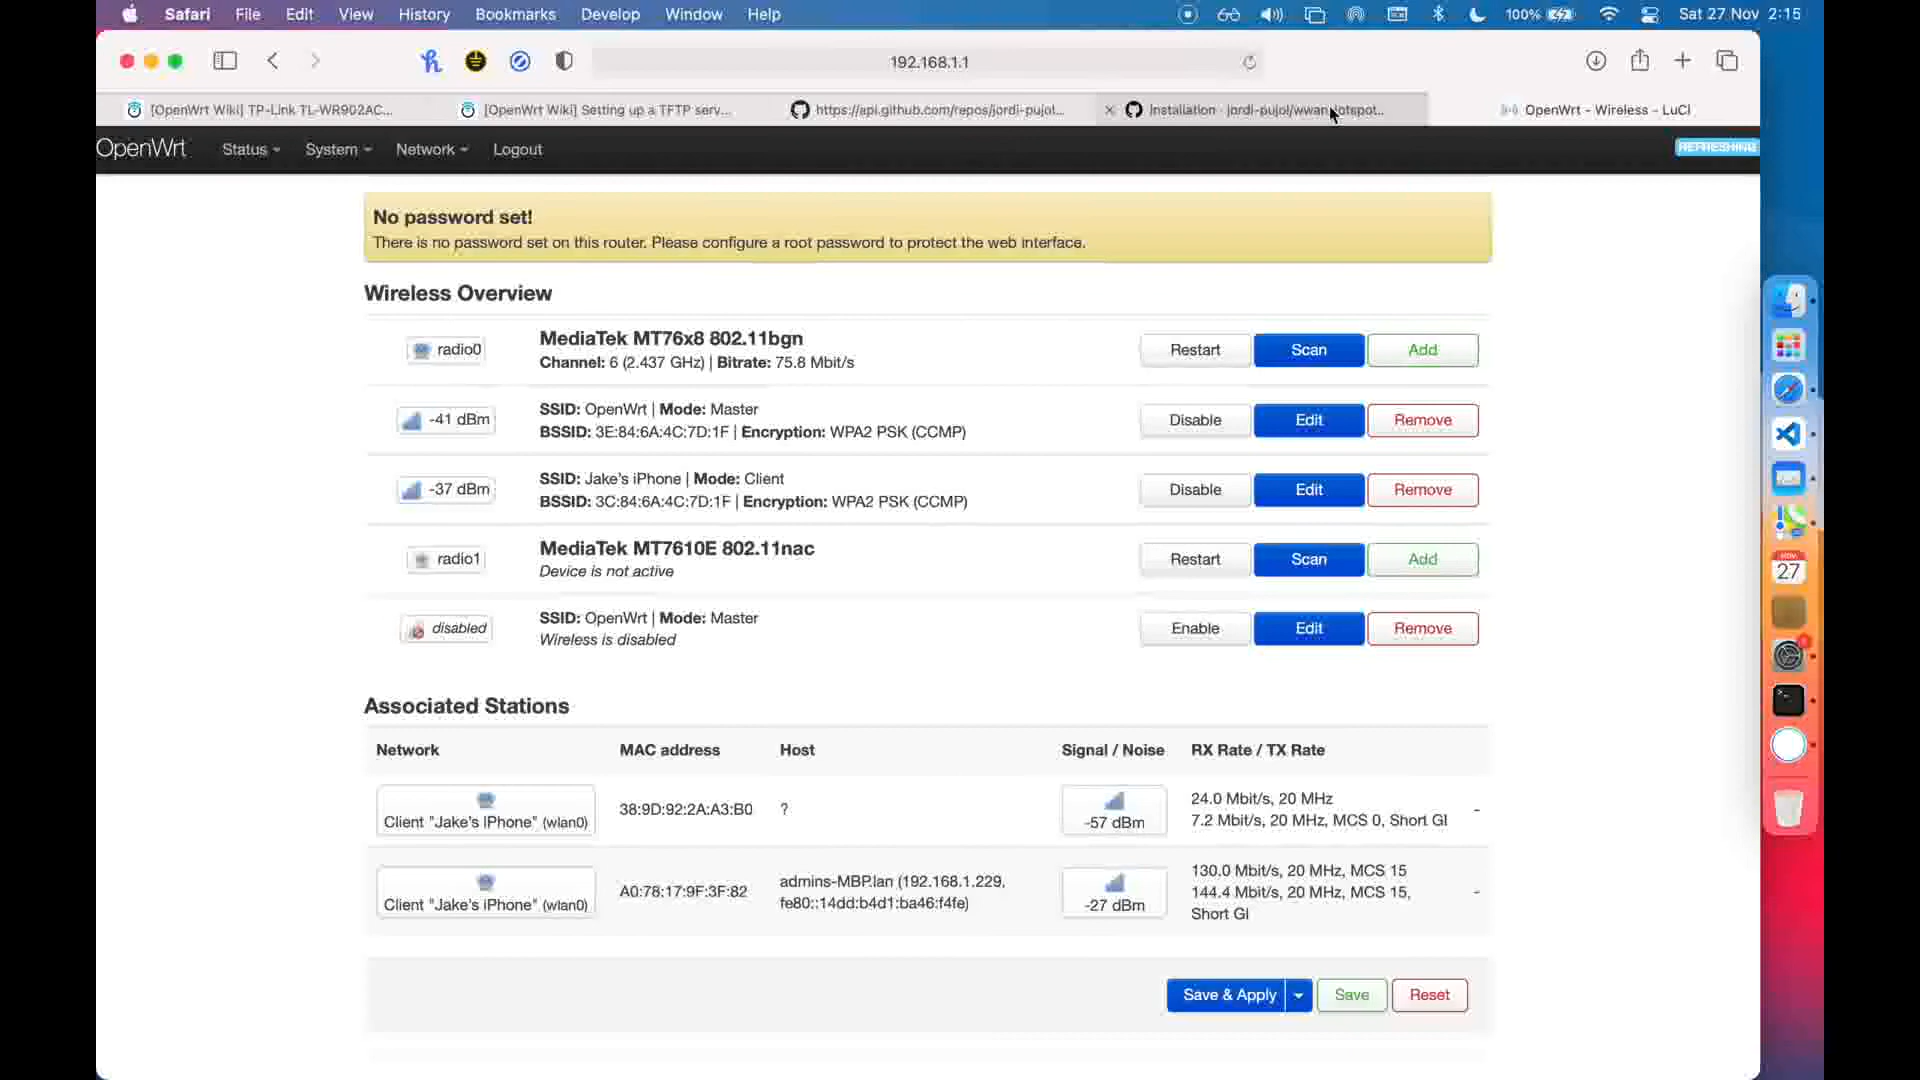 Safari File Edit View History Bookmarks Develop Window Help 100% Sat 27 Nov 2:15
192.168.1.1
[OpenWrt Wiki] TP-Link TL-WR902AC... [OpenWrt Wiki] Setting up a TFTP serv... https://api.github.com/repos/jordi-pujol... Installation · jordi-pujol/wwan OpenWrt - Wireless - LuCI
OpenWrt Status System Network Logout REFRESHING
No password set!
There is no password set on this router. Please configure a root password to protect the web interface.
Wireless Overview
radio0
MediaTek MT76x8 802.11bgn
Channel: 6 (2.437 GHz) | Bitrate: 75.8 Mbit/s
Restart Scan Add
-41 dBm
SSID: OpenWrt | Mode: Master
BSSID: 3E:84:6A:4C:7D:1F | Encryption: WPA2 PSK (CCMP)
Disable Edit Remove
-37 dBm
SSID: Jake's iPhone | Mode: Client
BSSID: 3C:84:6A:4C:7D:1F | Encryption: WPA2 PSK (CCMP)
Disable Edit Remove
radio1
MediaTek MT7610E 802.11nac
Device is not active
Restart Scan Add
disabled
SSID: OpenWrt | Mode: Master
Wireless is disabled
Enable Edit Remove
Associated Stations
Network MAC address Host Signal / Noise RX Rate / TX Rate
Client "Jake's iPhone" (wlan0)
38:9D:92:2A:A3:B0
?
-57 dBm
24.0 Mbit/s, 20 MHz
7.2 Mbit/s, 20 MHz, MCS 0, Short GI
-
Client "Jake's iPhone" (wlan0)
A0:78:17:9F:3F:82
admins-MBP.lan (192.168.1.229,
fe80::14dd:b4d1:ba46:f4fe)
-27 dBm
130.0 Mbit/s, 20 MHz, MCS 15
144.4 Mbit/s, 20 MHz, MCS 15,
Short GI
-
Save & Apply Save Reset
NOV
27